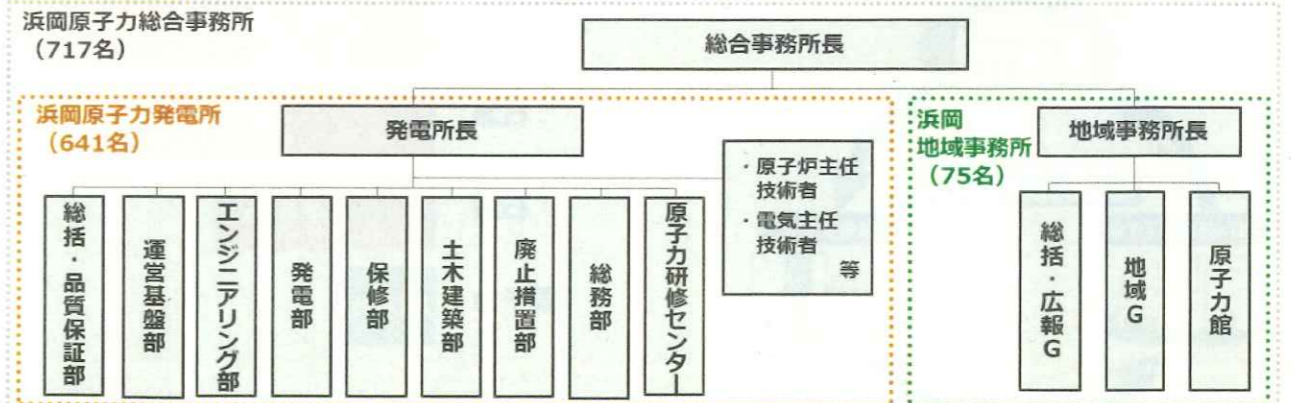 浜岡原子力総合事務所
（717名）
総合事務所長
浜岡原子力発電所
（641名）
発電所長
・原子炉主任
技術者
・電気主任
技術者
等
総括・品質保証部
運営基盤部
エンジニアリング部
発電部
保修部
土木建築部
廃止措置部
総務部
原子力研修センター
浜岡
地域事務所
（75名）
地域事務所長
総括・広報G
地域G
原子力館